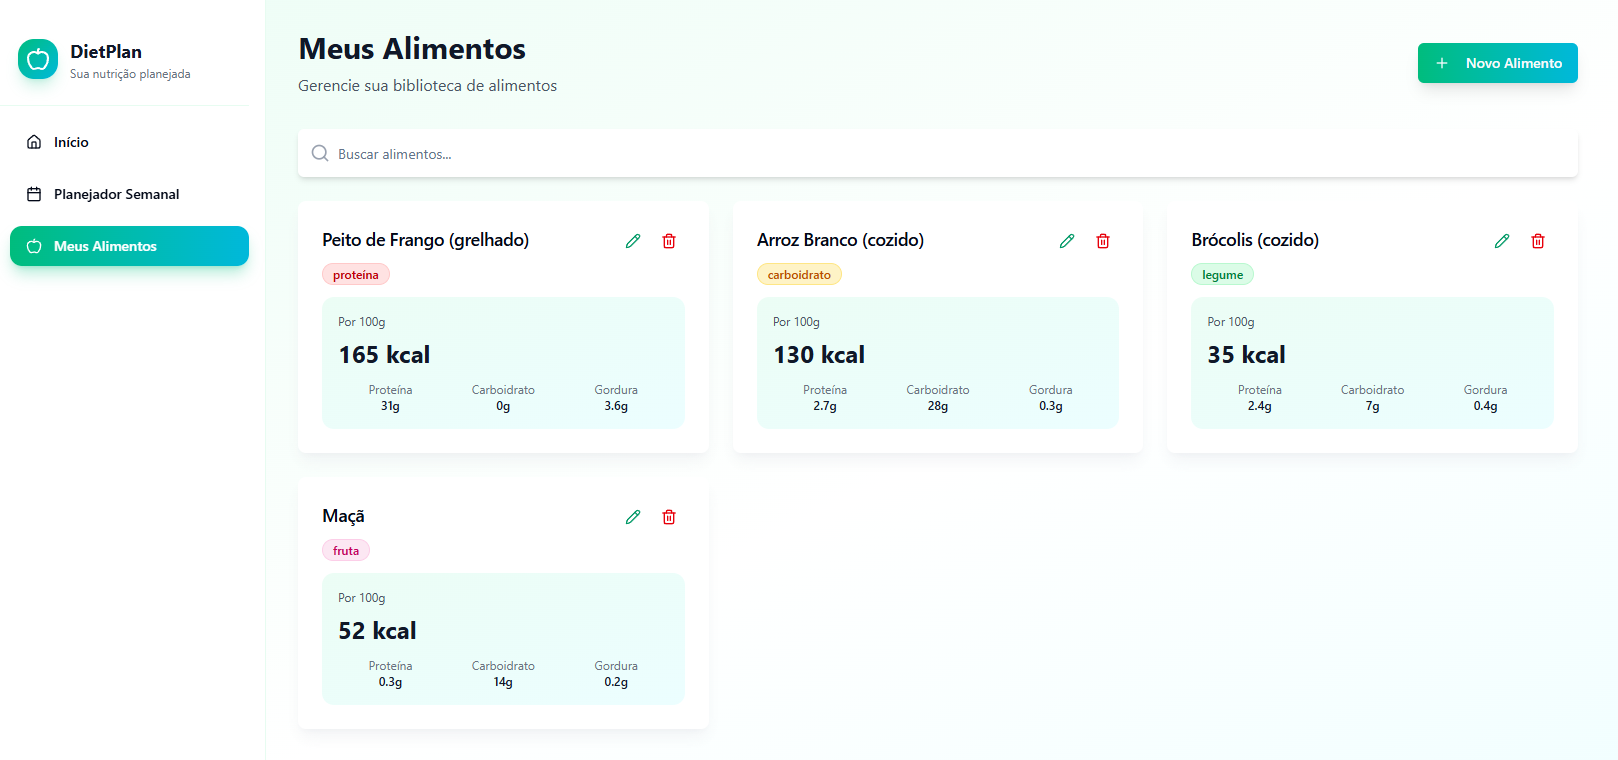 DietPlan
Sua nutrição planejada
Início
Planejador Semanal
Meus Alimentos
Meus Alimentos
Gerencie sua biblioteca de alimentos
Novo Alimento
Buscar alimentos...
Peito de Frango (grelhado)
proteína
Por 100g
165 kcal
Proteína Carboidrato Gordura
31g 0g 3.6g
Arroz Branco (cozido)
carboidrato
Por 100g
130 kcal
Proteína Carboidrato Gordura
2.7g 28g 0.3g
Brócolis (cozido)
legume
Por 100g
35 kcal
Proteína Carboidrato Gordura
2.4g 7g 0.4g
Maçã
fruta
Por 100g
52 kcal
Proteína Carboidrato Gordura
0.3g 14g 0.2g